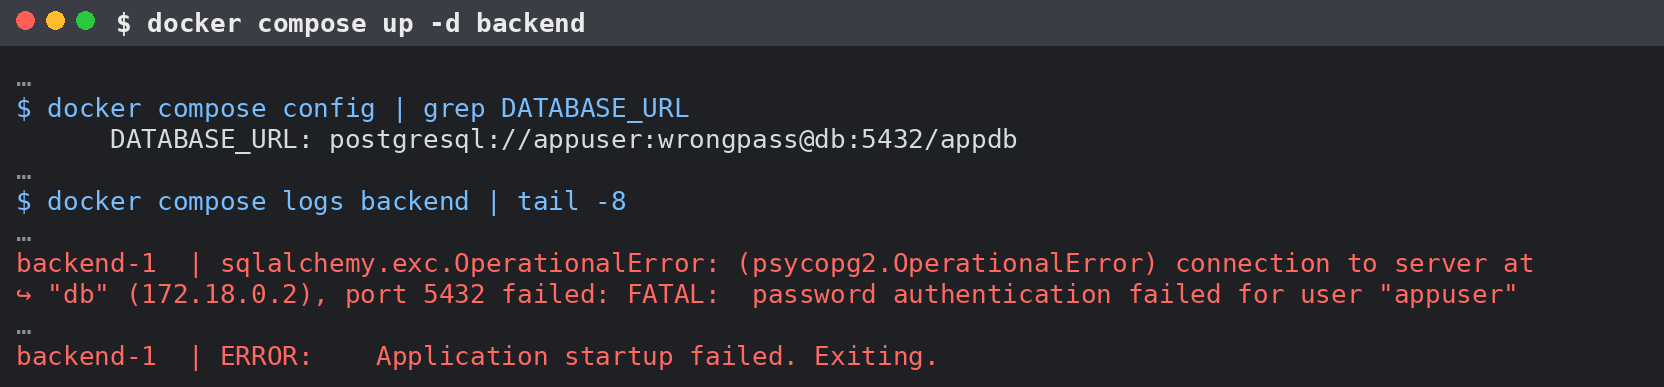 $ docker compose up -d backend
…
$ docker compose config | grep DATABASE_URL
      DATABASE_URL: postgresql://appuser:wrongpass@db:5432/appdb
…
$ docker compose logs backend | tail -8
…
backend-1  | sqlalchemy.exc.OperationalError: (psycopg2.OperationalError) connection to server at
↪ "db" (172.18.0.2), port 5432 failed: FATAL:  password authentication failed for user "appuser"
…
backend-1  | ERROR:    Application startup failed. Exiting.